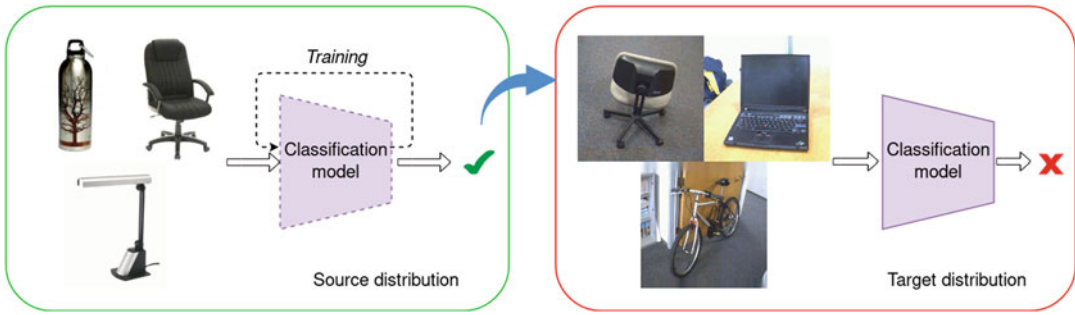 Training
Classification
model
Source distribution
Classification
model
Target distribution